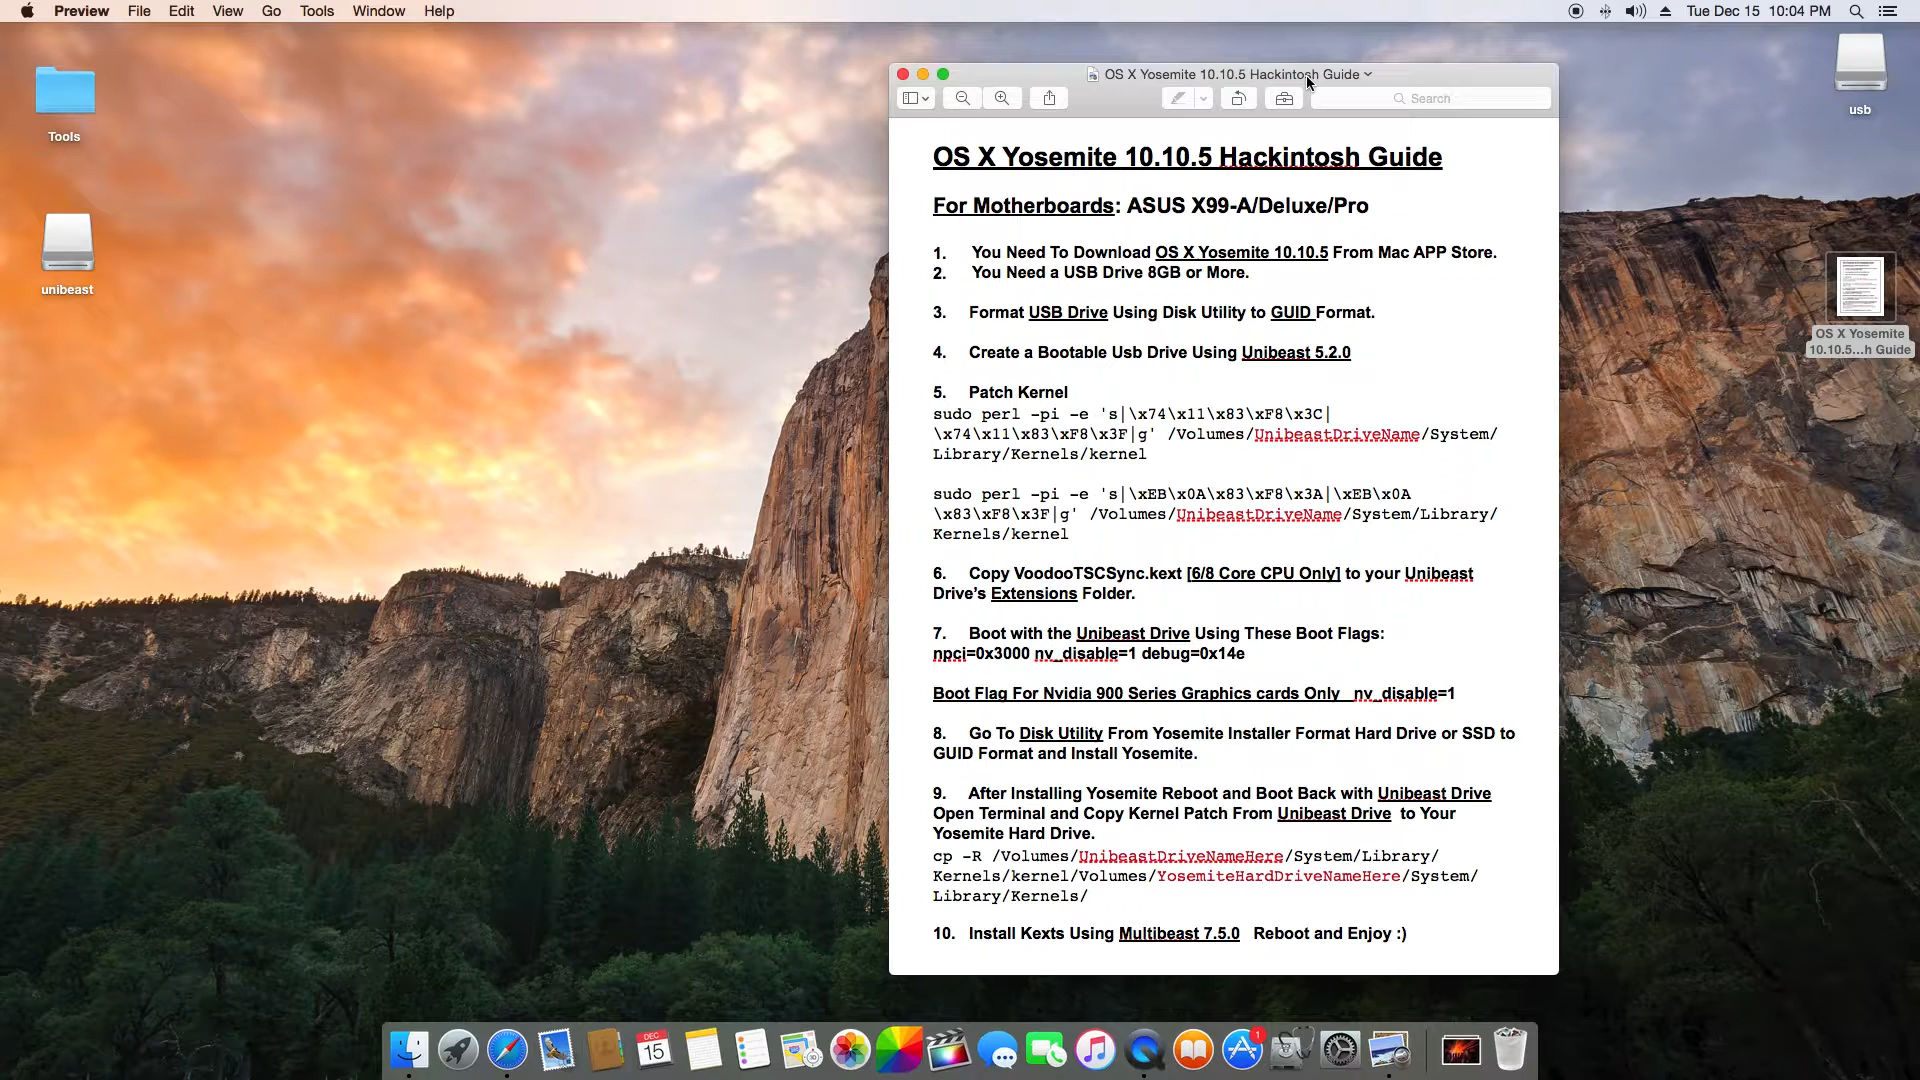 Preview File Edit View Go Tools Window Help
Tue Dec 15 10:04 PM
Tools
unibeast
usb
OS X Yosemite
10.10.5...h Guide
OS X Yosemite 10.10.5 Hackintosh Guide
Search
OS X Yosemite 10.10.5 Hackintosh Guide
For Motherboards: ASUS X99-A/Deluxe/Pro
1. You Need To Download OS X Yosemite 10.10.5 From Mac APP Store.
2. You Need a USB Drive 8GB or More.
3. Format USB Drive Using Disk Utility to GUID Format.
4. Create a Bootable Usb Drive Using Unibeast 5.2.0
5. Patch Kernel
sudo perl -pi -e 's|\x74\x11\x83\xF8\x3C|
\x74\x11\x83\xF8\x3F|g' /Volumes/UnibeastDriveName/System/
Library/Kernels/kernel
sudo perl -pi -e 's|\xEB\x0A\x83\xF8\x3A|\xEB\x0A
\x83\xF8\x3F|g' /Volumes/UnibeastDriveName/System/Library/
Kernels/kernel
6. Copy VoodooTSCSync.kext [6/8 Core CPU Only] to your Unibeast
Drive's Extensions Folder.
7. Boot with the Unibeast Drive Using These Boot Flags:
npci=0x3000 nv_disable=1 debug=0x14e
Boot Flag For Nvidia 900 Series Graphics cards Only nv_disable=1
8. Go To Disk Utility From Yosemite Installer Format Hard Drive or SSD to
GUID Format and Install Yosemite.
9. After Installing Yosemite Reboot and Boot Back with Unibeast Drive
Open Terminal and Copy Kernel Patch From Unibeast Drive to Your
Yosemite Hard Drive.
cp -R /Volumes/UnibeastDriveNameHere/System/Library/
Kernels/kernel/Volumes/YosemiteHardDriveNameHere/System/
Library/Kernels/
10. Install Kexts Using Multibeast 7.5.0 Reboot and Enjoy :)
DEC
15
1